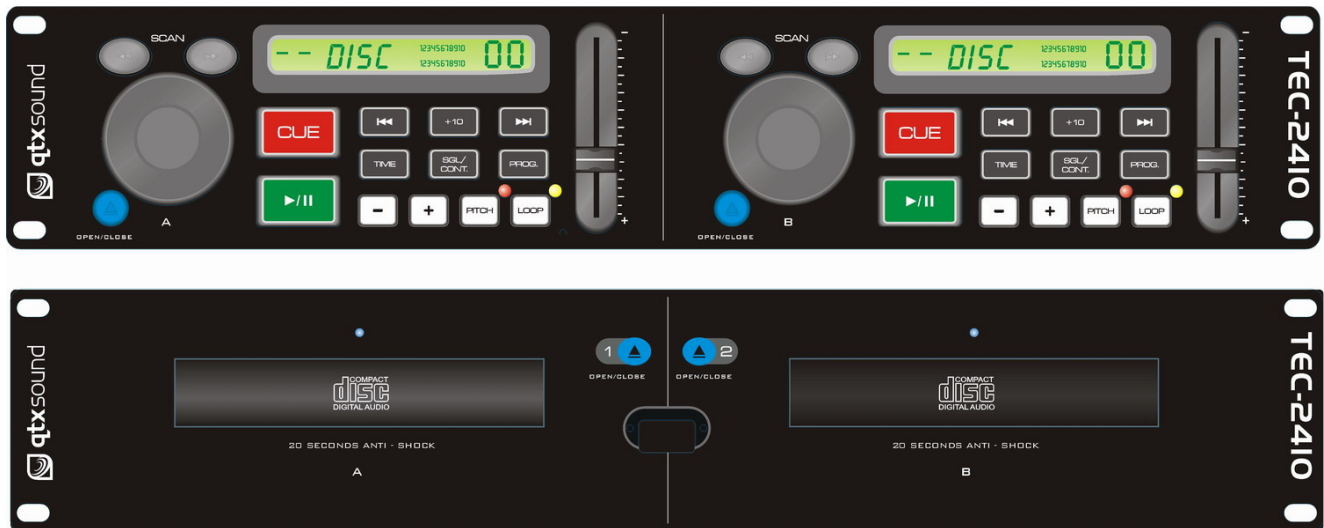 qtxsound
SCAN
-- DISC 12345678910 00
12345678910
CUE
+10
TIME
SGL/
CONT.
PROG.
-
+
PITCH
LOOP
OPEN/CLOSE
A
-
+
SCAN
-- DISC 12345678910 00
12345678910
CUE
+10
TIME
SGL/
CONT.
PROG.
-
+
PITCH
LOOP
OPEN/CLOSE
B
-
+
TEC-2410
qtxsound
COMPACT
disc
DIGITAL AUDIO
20 SECONDS ANTI - SHOCK
A
1
OPEN/CLOSE
2
OPEN/CLOSE
COMPACT
disc
DIGITAL AUDIO
20 SECONDS ANTI - SHOCK
B
TEC-2410